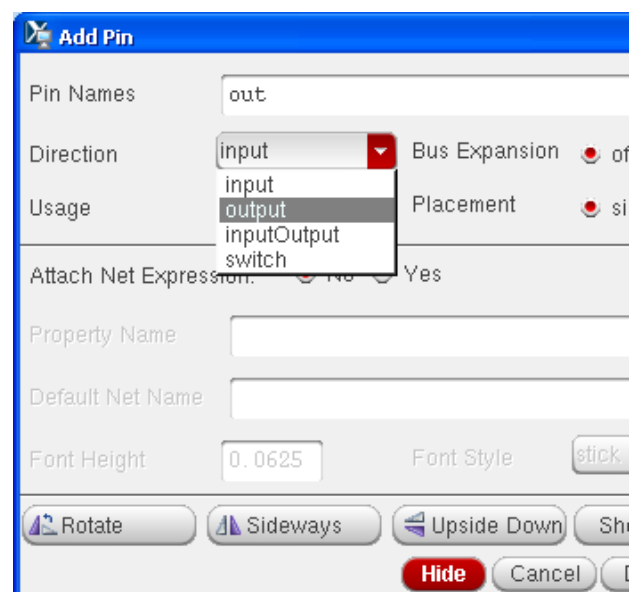 Add Pin
Pin Names out
Direction input Bus Expansion
input
Usage output Placement
inputOutput
switch
Attach Net No Yes
Property Name
Default Net Name
Font Height 0.0625 Font Style stick
Rotate Sideways Upside Down
Hide Cancel